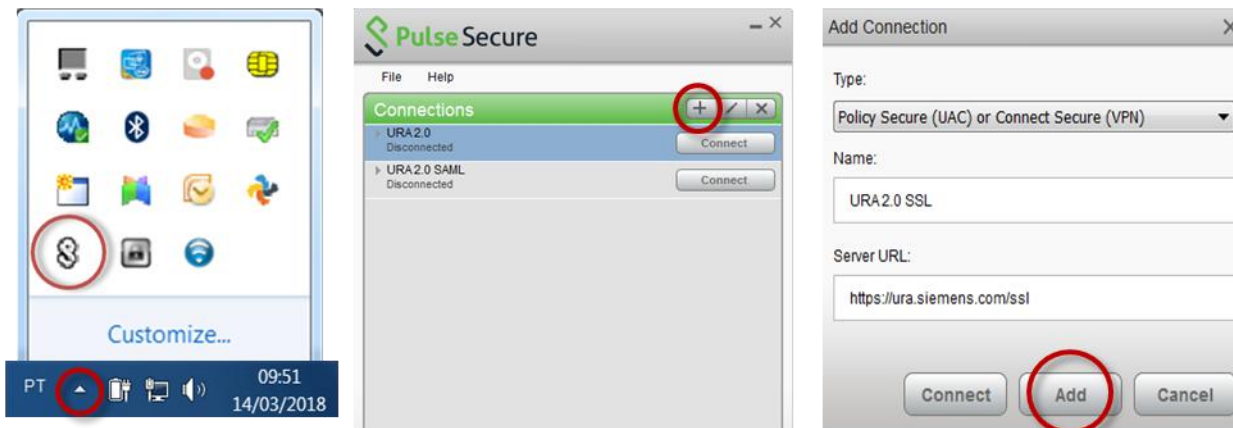 Customize...
PT
09:51
14/03/2018
Pulse Secure
File Help
Connections
URA 2.0
Disconnected
Connect
URA 2.0 SAML
Disconnected
Connect
Add Connection
Type:
Policy Secure (UAC) or Connect Secure (VPN)
Name:
URA 2.0 SSL
Server URL:
https://ura.siemens.com/ssl
Connect Add Cancel